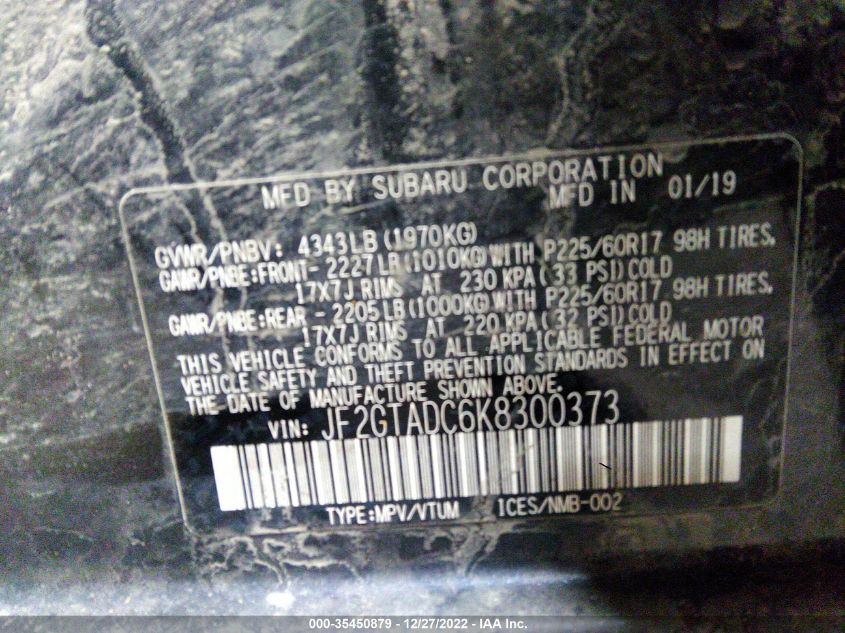 MFD BY SUBARU CORPORATION
MFD IN 01/19
GVWR/PNBV: 4343LB(1970KG)
GAWR/PNBE:FRONT-2227LB(1010KG)WITH P225/60R17 98H TIRES,
17X7J RIMS AT 230 KPA(33 PSI)COLD
GAWR/PNBE:REAR -2205LB(1000KG)WITH P225/60R17 98H TIRES,
17X7J RIMS AT 220 KPA(32 PSI)COLD
THIS VEHICLE CONFORMS TO ALL APPLICABLE FEDERAL MOTOR
VEHICLE SAFETY AND THEFT PREVENTION STANDARDS IN EFFECT ON
THE DATE OF MANUFACTURE SHOWN ABOVE.
VIN: JF2GTADC6K8300373
TYPE:MPV/VTUM ICES/NMB-002
000-35450879 - 12/27/2022 - IAA Inc.